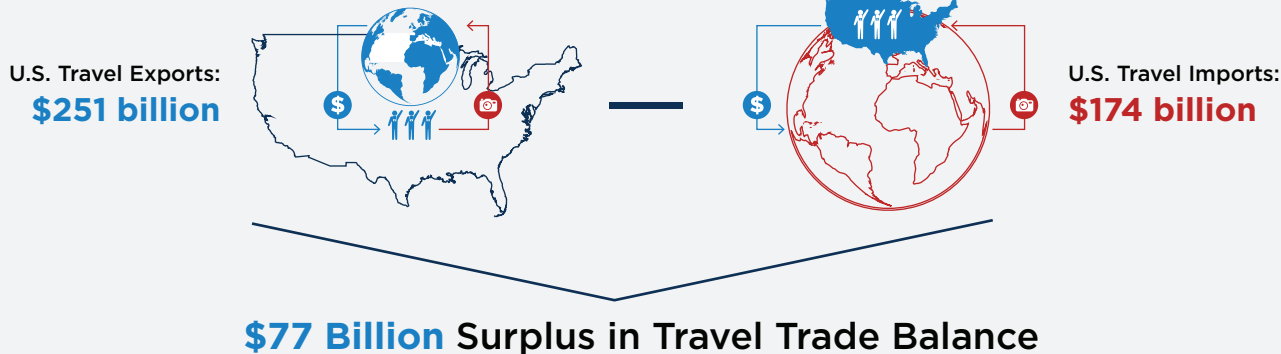 U.S. Travel Exports:
$251 billion
$
$
U.S. Travel Imports:
$174 billion
$77 Billion Surplus in Travel Trade Balance